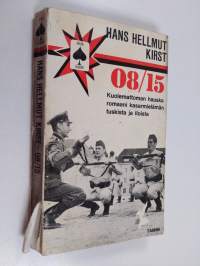 HANS HELLMUT
KIRST
08/15
Kuolemattoman hauska
romaani kasarmielämän
tuskista ja iloista
TAMMI
HANS HELLMUT KIRST
08/15